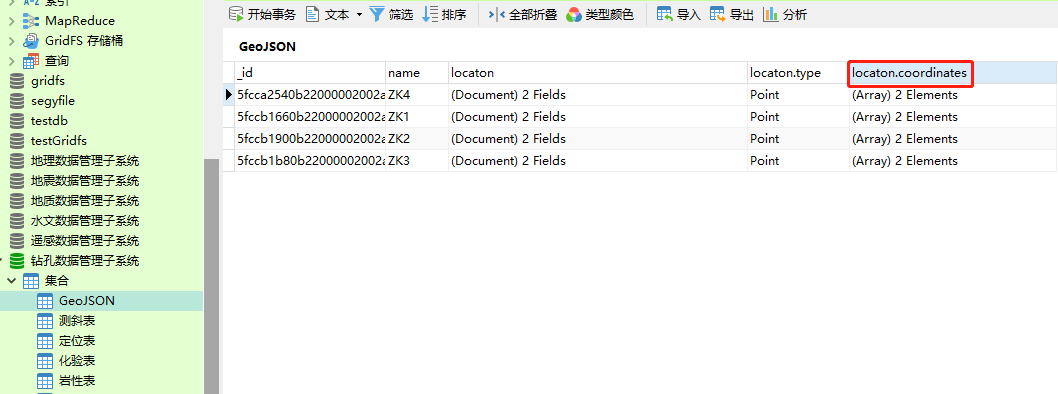 索引
MapReduce
GridFS 存储桶
查询
gridfs
segyfile
testdb
testGridfs
地理数据管理子系统
地震数据管理子系统
地质数据管理子系统
水文数据管理子系统
遥感数据管理子系统
钻孔数据管理子系统
集合
GeoJSON
测斜表
定位表
化验表
岩性表
开始事务 文本 筛选 排序 全部折叠 类型颜色 导入 导出 分析
GeoJSON
_id name locaton locaton.type locaton.coordinates
5fcca2540b22000002002a ZK4 (Document) 2 Fields Point (Array) 2 Elements
5fccb1660b22000002002a ZK1 (Document) 2 Fields Point (Array) 2 Elements
5fccb1900b22000002002a ZK2 (Document) 2 Fields Point (Array) 2 Elements
5fccb1b80b22000002002a ZK3 (Document) 2 Fields Point (Array) 2 Elements